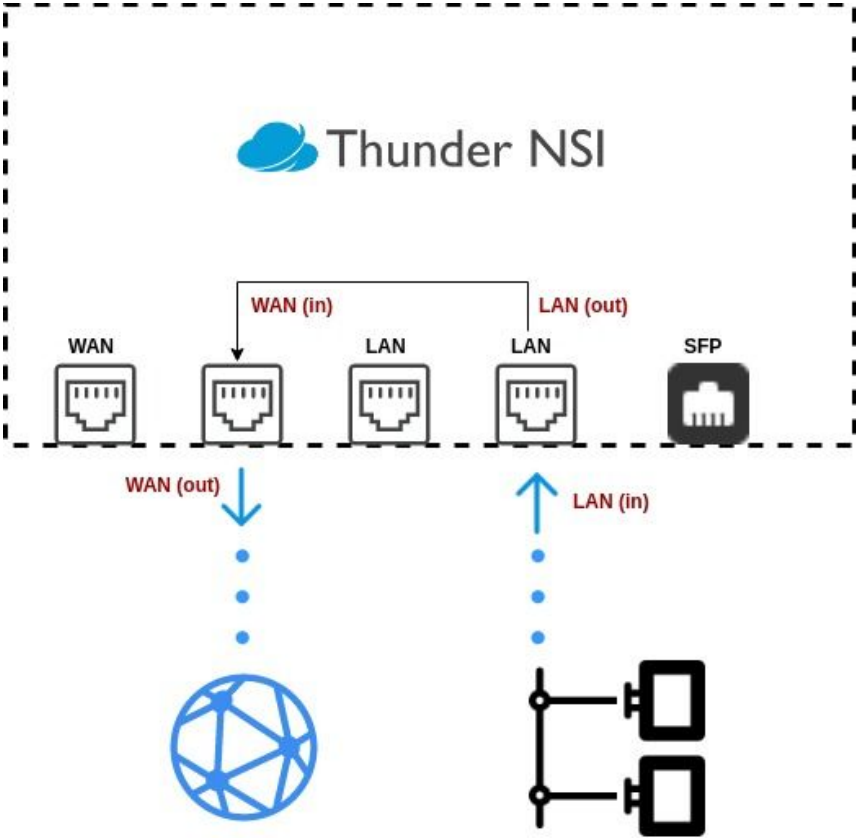 Thunder NSI
WAN (in)
LAN (out)
WAN
LAN
LAN
SFP
WAN (out)
LAN (in)